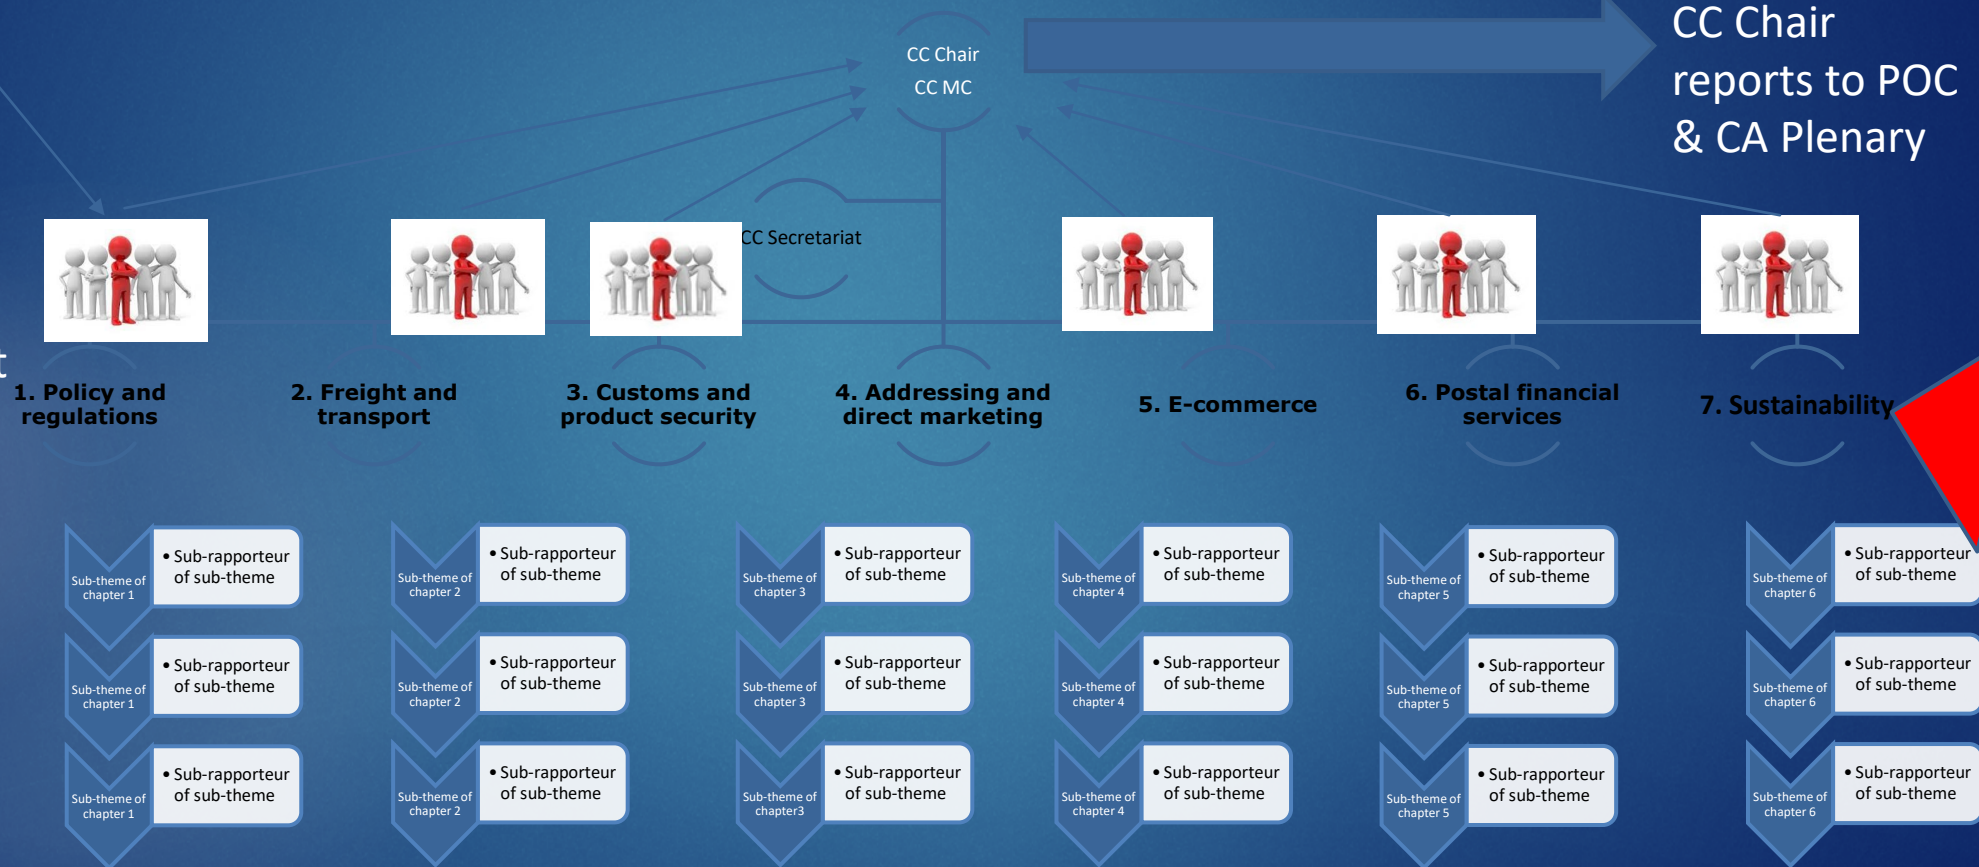 CC Chair
CC MC
CC Chair
reports to POC
& CA Plenary
CC Secretariat
t
1. Policy and
regulations
2. Freight and
transport
3. Customs and
product security
4. Addressing and
direct marketing
5. E-commerce
6. Postal financial
services
7. Sustainability
Sub-theme of
chapter 1
• Sub-rapporteur
of sub-theme
Sub-theme of
chapter 2
• Sub-rapporteur
of sub-theme
Sub-theme of
chapter 3
• Sub-rapporteur
of sub-theme
Sub-theme of
chapter 4
• Sub-rapporteur
of sub-theme
Sub-theme of
chapter 5
• Sub-rapporteur
of sub-theme
Sub-theme of
chapter 6
• Sub-rapporteur
of sub-theme
Sub-theme of
chapter 1
• Sub-rapporteur
of sub-theme
Sub-theme of
chapter 2
• Sub-rapporteur
of sub-theme
Sub-theme of
chapter 3
• Sub-rapporteur
of sub-theme
Sub-theme of
chapter 4
• Sub-rapporteur
of sub-theme
Sub-theme of
chapter 5
• Sub-rapporteur
of sub-theme
Sub-theme of
chapter 6
• Sub-rapporteur
of sub-theme
Sub-theme of
chapter 1
• Sub-rapporteur
of sub-theme
Sub-theme of
chapter 2
• Sub-rapporteur
of sub-theme
Sub-theme of
chapter3
• Sub-rapporteur
of sub-theme
Sub-theme of
chapter 4
• Sub-rapporteur
of sub-theme
Sub-theme of
chapter 5
• Sub-rapporteur
of sub-theme
Sub-theme of
chapter 6
• Sub-rapporteur
of sub-theme